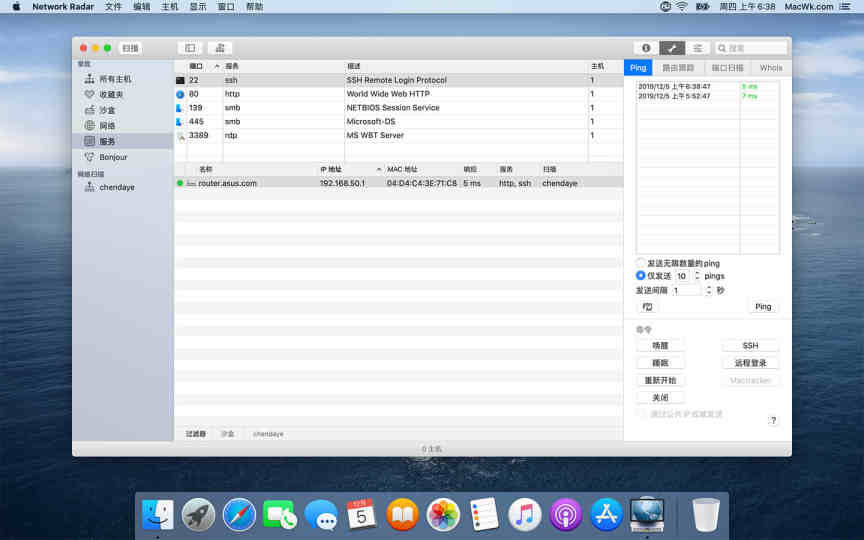 Network Radar 文件 编辑 主机 显示 窗口 帮助 周四 上午 6:38 MacWk.com
扫描 搜索
常规
所有主机
收藏夹
沙盒
网络
服务
Bonjour
网络扫描
chendaye
端口 服务 描述 主机
22 ssh SSH Remote Login Protocol 1
80 http World Wide Web HTTP 1
139 smb NETBIOS Session Service 1
445 smb Microsoft-DS 1
3389 rdp MS WBT Server 1
名称 IP 地址 MAC 地址 响应 服务 扫描
router.asus.com 192.168.50.1 04:D4:C4:3E:71:C8 5 ms http, ssh chendaye
过滤器 沙盒 chendaye
0 主机
Ping 路由跟踪 端口扫描 Whois
2019/12/5 上午6:38:47 5 ms
2019/12/5 上午5:52:47 7 ms
发送无限数量的 ping
仅发送 10 pings
发送间隔 1 秒
Ping
命令
唤醒 SSH
睡眠 远程登录
重新开始 Mactracker
关闭
通过公共 IP 或域发送
?
12月
5